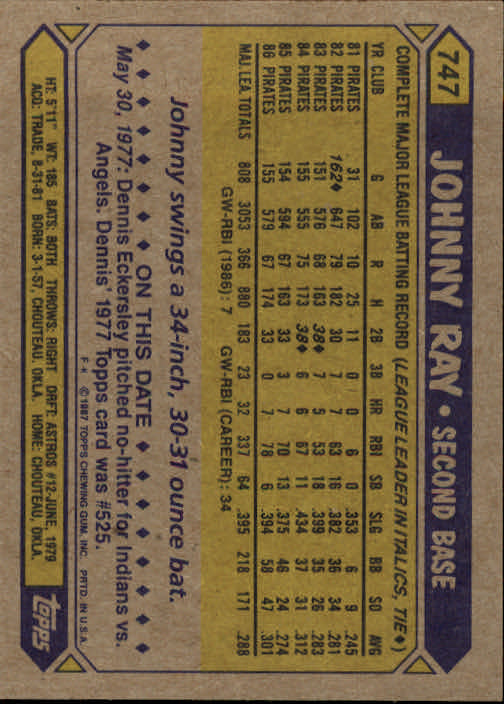 747 JOHNNY RAY • SECOND BASE
COMPLETE MAJOR LEAGUE BATTING RECORD (LEAGUE LEADER IN ITALICS, TIE♦)
YR CLUB G AB R H 2B 3B HR RBI SB SLG BB SO AVG
81 PIRATES 31 102 10 25 11 0 0 6 0 .353 6 9 .245
82 PIRATES 162♦ 647 79 182 30 7 7 63 16 .382 36 34 .281
83 PIRATES 151 576 68 163 38♦ 7 5 53 18 .399 35 26 .283
84 PIRATES 155 555 75 173 38♦ 6 6 67 11 .434 37 31 .312
85 PIRATES 154 594 67 163 33 3 7 70 13 .375 46 24 .274
86 PIRATES 155 579 67 174 33 0 7 78 6 .394 58 47 .301
MAJ.LEA. TOTALS 808 3053 366 880 183 23 32 337 64 .395 218 171 .288
GW-RBI (1986): 7 GW-RBI (CAREER): 34
Johnny swings a 34-inch, 30-31 ounce bat.
♦ ♦ ♦ ♦ ♦ ♦ ON THIS DATE ♦ ♦ ♦ ♦ ♦ ♦
May 30, 1977: Dennis Eckersley pitched no-hitter for Indians vs.
Angels. Dennis' 1977 Topps card was #525.
© 1987 TOPPS CHEWING GUM, INC. PRTD. IN U.S.A.
HT: 5'11" WT: 185 BATS: BOTH THROWS: RIGHT DRFT: ASTROS #12-JUNE, 1979
ACQ: TRADE, 8-31-81 BORN: 3-1-57, CHOUTEAU, OKLA. HOME: CHOUTEAU, OKLA.
topps